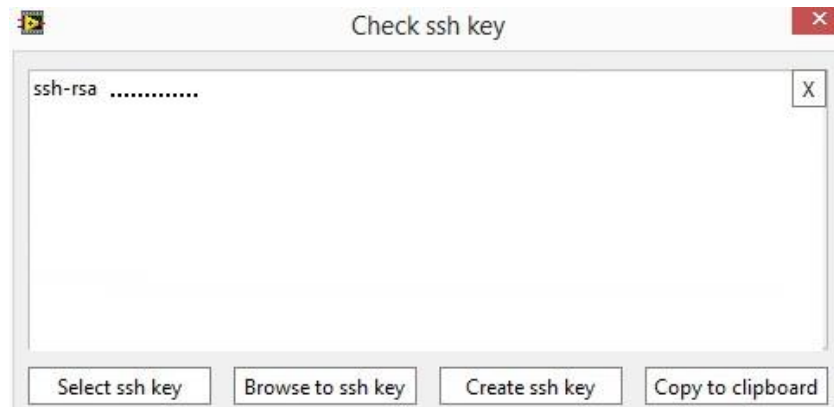 Check ssh key
ssh-rsa .............
X
Select ssh key Browse to ssh key Create ssh key Copy to clipboard